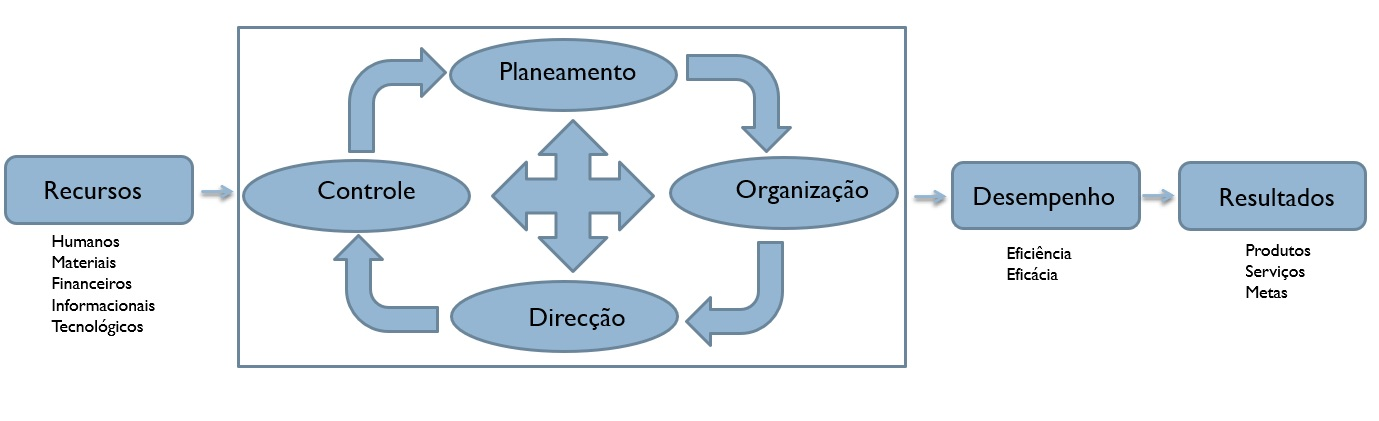 Recursos
Humanos
Materiais
Financeiros
Informacionais
Tecnológicos
Planeamento
Controle
Organização
Direcção
Desempenho
Eficiência
Eficácia
Resultados
Produtos
Serviços
Metas